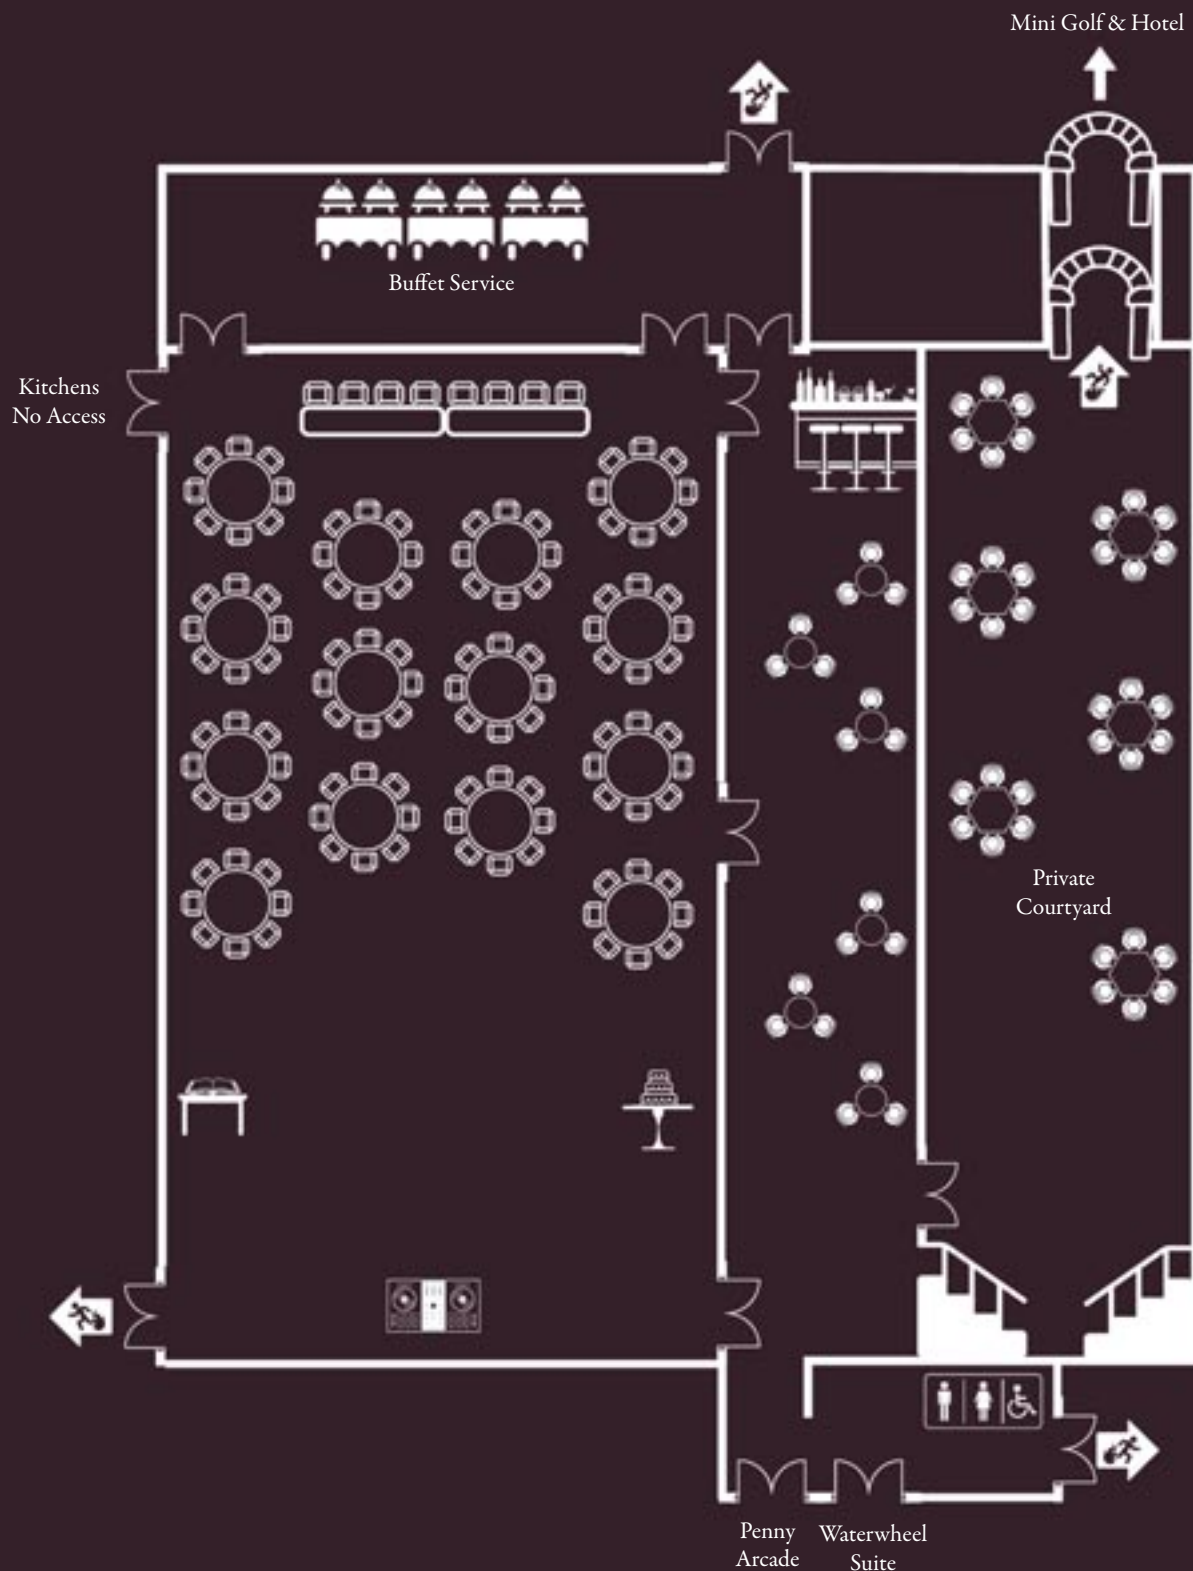 Mini Golf & Hotel
Buffet Service
Kitchens
No Access
Private
Courtyard
Penny
Arcade
Waterwheel
Suite